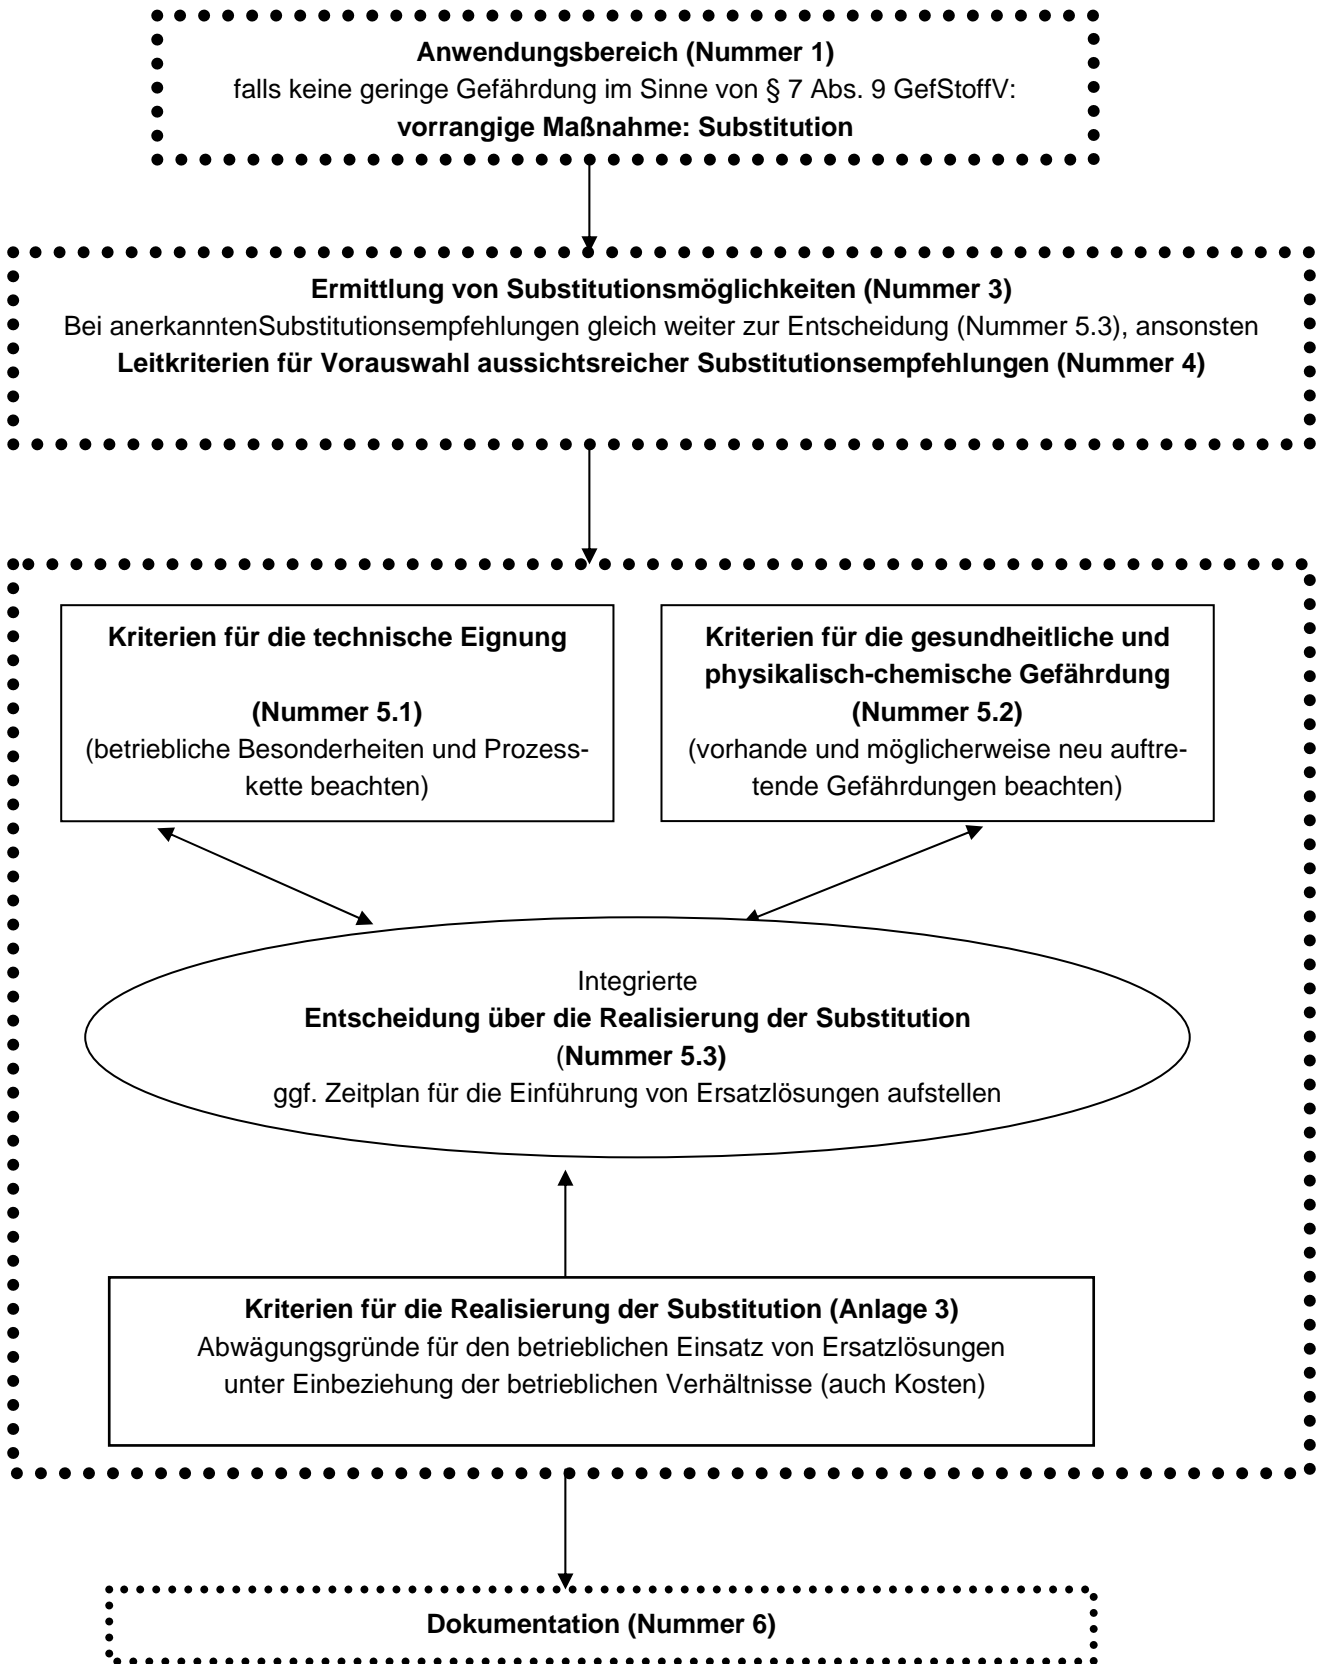 Anwendungsbereich (Nummer 1)
falls keine geringe Gefährdung im Sinne von § 7 Abs. 9 GefStoffV:
vorrangige Maßnahme: Substitution
Ermittlung von Substitutionsmöglichkeiten (Nummer 3)
Bei anerkanntenSubstitutionsempfehlungen gleich weiter zur Entscheidung (Nummer 5.3), ansonsten
Leitkriterien für Vorauswahl aussichtsreicher Substitutionsempfehlungen (Nummer 4)
Kriterien für die technische Eignung
(Nummer 5.1)
(betriebliche Besonderheiten und Prozess-
kette beachten)
Kriterien für die gesundheitliche und
physikalisch-chemische Gefährdung
(Nummer 5.2)
(vorhande und möglicherweise neu auftre-
tende Gefährdungen beachten)
Integrierte
Entscheidung über die Realisierung der Substitution
(Nummer 5.3)
ggf. Zeitplan für die Einführung von Ersatzlösungen aufstellen
Kriterien für die Realisierung der Substitution (Anlage 3)
Abwägungsgründe für den betrieblichen Einsatz von Ersatzlösungen
unter Einbeziehung der betrieblichen Verhältnisse (auch Kosten)
Dokumentation (Nummer 6)